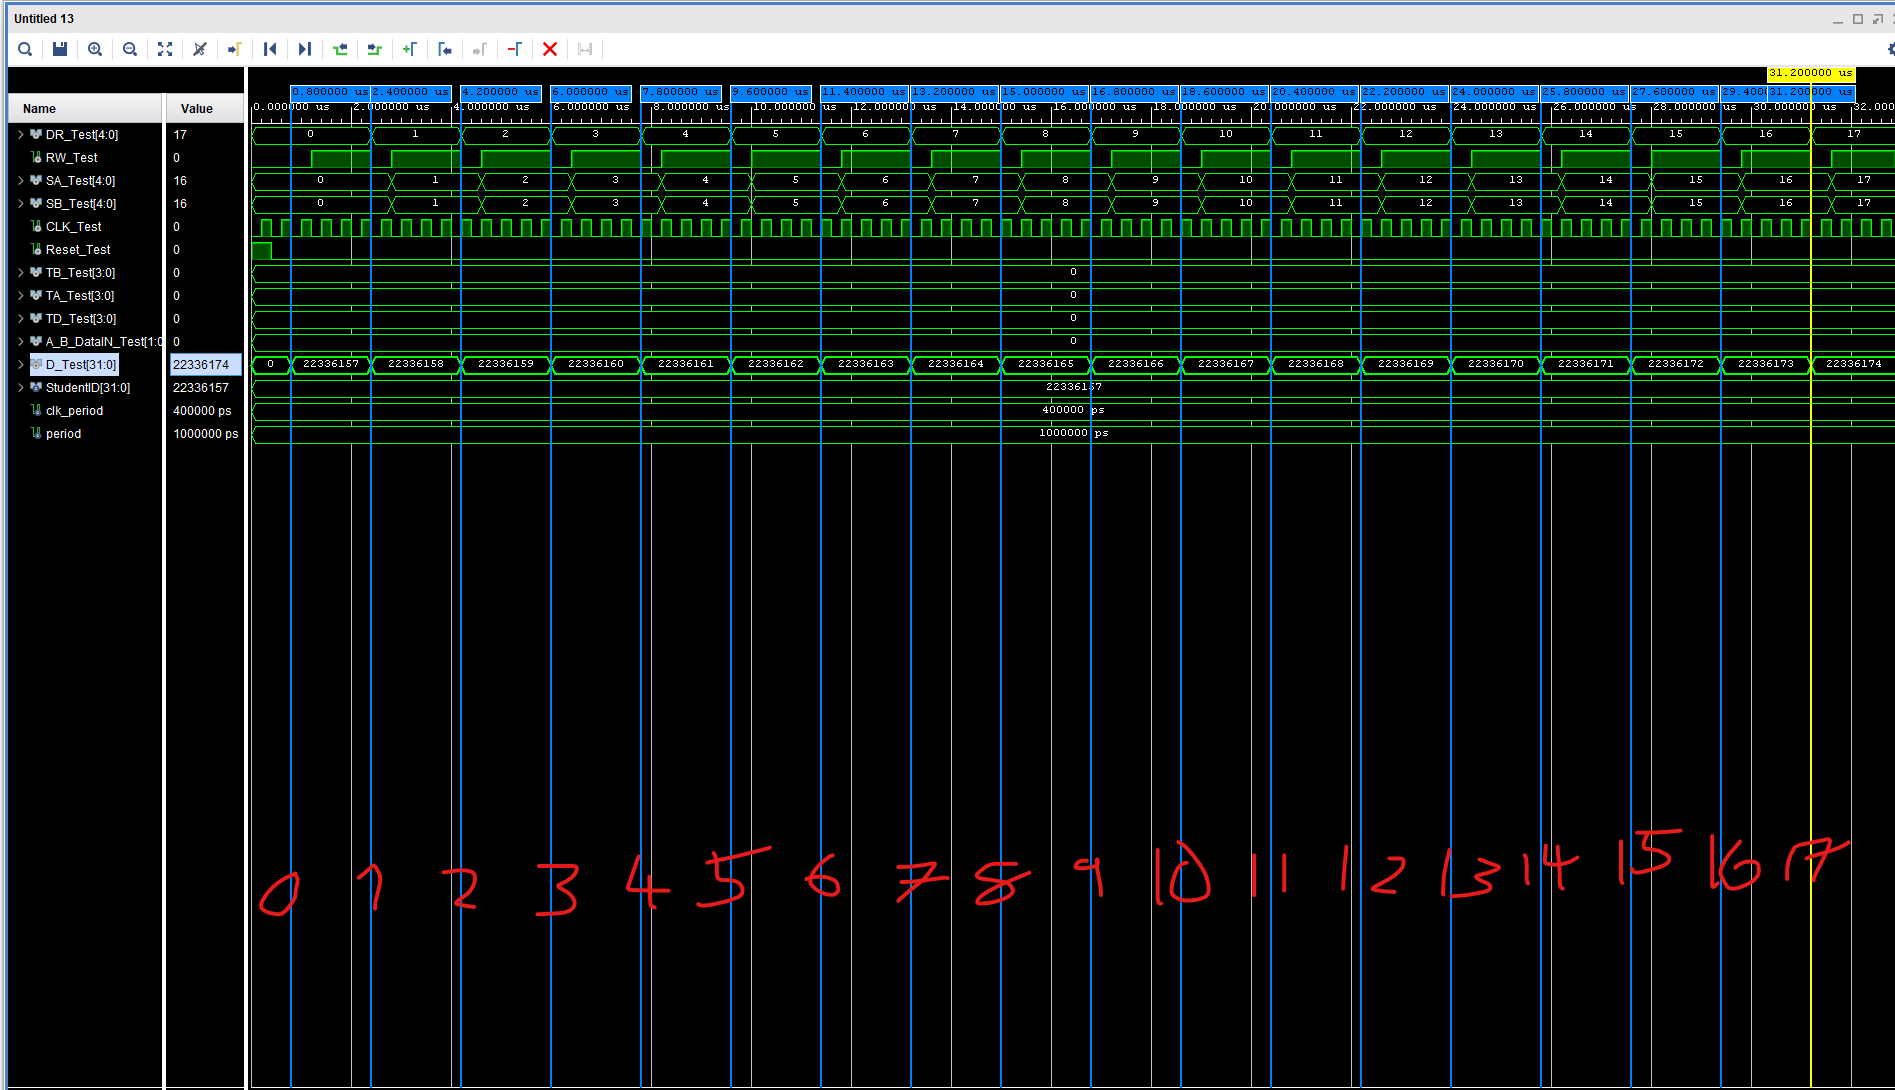 Untitled 13
31.200000 us
0.800000 us 2.400000 us 4.200000 us 6.000000 us 7.800000 us 9.600000 us 11.400000 us 13.200000 us 15.000000 us 16.800000 us 18.600000 us 20.400000 us 22.200000 us 24.000000 us 25.800000 us 27.600000 us 29.400 31.200000 us
Name Value 0.000000 us 2.000000 us 4.000000 us 6.000000 us 8.000000 us 10.000000 us 12.000000 us 14.000000 us 16.000000 us 18.000000 us 20.000000 us 22.000000 us 24.000000 us 26.000000 us 28.000000 us 30.000000 us 32.000
DR_Test[4:0] 17 0 1 2 3 4 5 6 7 8 9 10 11 12 13 14 15 16 17
RW_Test 0
SA_Test[4:0] 16 0 1 2 3 4 5 6 7 8 9 10 11 12 13 14 15 16 17
SB_Test[4:0] 16 0 1 2 3 4 5 6 7 8 9 10 11 12 13 14 15 16 17
CLK_Test 0
Reset_Test 0
TB_Test[3:0] 0 0
TA_Test[3:0] 0 0
TD_Test[3:0] 0 0
A_B_DataIN_Test[1:0 0 0
D_Test[31:0] 22336174 0 22336157 22336158 22336159 22336160 22336161 22336162 22336163 22336164 22336165 22336166 22336167 22336168 22336169 22336170 22336171 22336172 22336173 22336174
StudentID[31:0] 22336157 22336157
clk_period 400000 ps 400000 ps
period 1000000 ps 1000000 ps
0 1 2 3 4 5 6 7 8 9 10 11 12 13 14 15 16 17